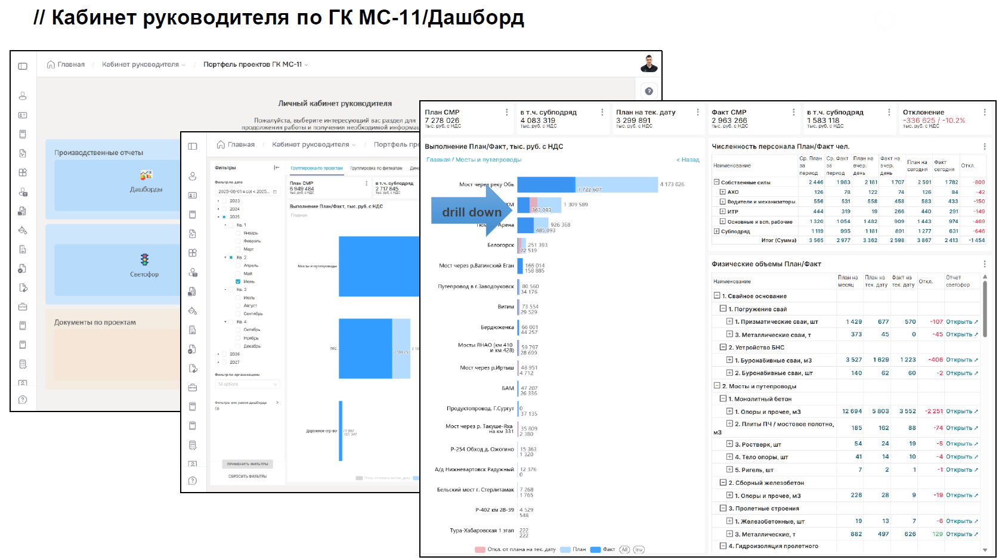 // Кабинет руководителя по ГК МС-11/Дашборд
Главная / Кабинет руководителя / Портфель проектов ГК МС-11
Личный кабинет руководителя
Пожалуйста, выберите интересующий вас раздел для
продолжения работы и получения необходимой информац
Производственные отчеты
Дашборды
Светофор
Документы по проектам
Главная / Кабинет руководителя / Портфель про
Фильтры
Фильтр по дате
2025-06-01 ≤ col < 2025...
2023
2024
2025
Кв. 1
Январь
Февраль
Март
Кв. 2
Апрель
Май
Июнь
Кв. 3
Июль
Август
Сентябрь
Кв. 4
Октябрь
Ноябрь
Декабрь
2026
2027
Фильтр по организациям
14 options
Фильтры вне рамок дашборда
ПРИМЕНИТЬ ФИЛЬТРЫ
СБРОСИТЬ ФИЛЬТРЫ
Группировка по проектам Группировка по филиалам Дина
План СМР
6 949 484
тыс. руб. с НДС
в т.ч. субподряд
2 717 845
тыс. руб. с НДС
Выполнение План/Факт, тыс. руб. с НДС
Главная
Мосты и путепроводы
ПГС
Дорожное стр-во
71 967
101 347
Откл. от плана на тек. дату
План СМР
7 278 026
тыс. руб. с НДС
в т.ч. субподряд
4 083 319
тыс. руб. с НДС
План на тек. дату
3 299 891
тыс. руб. с НДС
Факт СМР
2 963 266
тыс. руб. с НДС
в т.ч. субподряд
1 583 118
тыс. руб. с НДС
Отклонение
-336 625 / -10.2%
тыс. руб. с НДС
Выполнение План/Факт, тыс. руб. с НДС
Главная / Мосты и путепроводы < Назад
Мост через реку Обь 4 173 026
1 722 607
КМ 1 309 589
363 083
drill down
Тюм Арена 926 368
485 093
Белогорск 251 393
22 519
Мост через р.Ватинский Еган 166 014
158 885
Путепровод в г.Заводоуковск 80 560
34 176
Витим 73 554
29 529
Бердюженка 66 001
44 257
Мосты ЯНАО (км 410
и км 428) 59 797
28 699
Мост через р.Иртыш 48 951
4 712
БАМ 47 207
26 336
Продуктопровод. Г.Сургут 0
37 135
Мост через р. Такуше-Яха
на км 331 35 809
2 380
Р-254 Обход д. Ожогино 15 363
1 320
А/д Нижневартовск Радужный 12 376
0
Бельский мост г. Стерлитамак 7 268
1 765
Р-402 км 28-39 4 529
548
Тура-Хабаровская 1 этап 222
222
Откл. от плана на тек. дату План Факт All Inv
Численность персонала План/Факт чел.
Наименование
Ср. План за период
Ср. Факт за период
План на вчер. день
Факт на вчер. день
План на сегодня
Факт сегодня
Откл.
Собственные силы 2 446 1 983 2 181 1 707 2 591 1 782 -809
АХО 126 78 122 74 126 84 -42
Водители и механизаторы 556 531 558 458 583 433 -150
ИТР 444 319 19 266 440 291 -149
Основные и всп. рабочие 1 320 1 054 1 482 909 1 443 974 -469
Субподряд 1 119 995 1 181 891 1 277 631 -646
Итог (Сумма) 3 565 2 977 3 362 2 598 3 867 2 413 -1 454
Физические объемы План/Факт
Наименование
План на месяц
План на тек. дату
Факт на тек. дату
Откл.
Отчет светофор
1. Свайное основание
1. Погружение свай
1. Призматические сваи, шт 1 429 677 570 -107 Открыть
3. Металлические сваи, т 373 45 0 -45 Открыть
2. Устройство БНС
1. Буронабивные сваи, м3 3 527 1 629 1 223 -406 Открыть
2. Буронабивные сваи, шт 140 62 60 -2 Открыть
2. Мосты и путепроводы
1. Монолитный бетон
1. Опоры и прочее, м3 12 694 5 803 3 552 -2 251 Открыть
2. Плиты ПЧ / мостовое полотно,
м3 185 162 88 -74 Открыть
3. Ростверк, шт 54 24 19 -5 Открыть
4. Тело опоры, шт 41 14 10 -4 Открыть
5. Ригель, шт 7 2 1 -1 Открыть
2. Сборный железобетон
1. Опоры и прочее, м3 226 28 9 -19 Открыть
3. Пролетные строения
1. Железобетонные, шт 19 13 7 -6 Открыть
3. Металлические, т 882 497 626 129 Открыть
4. Гидроизоляция пролетного